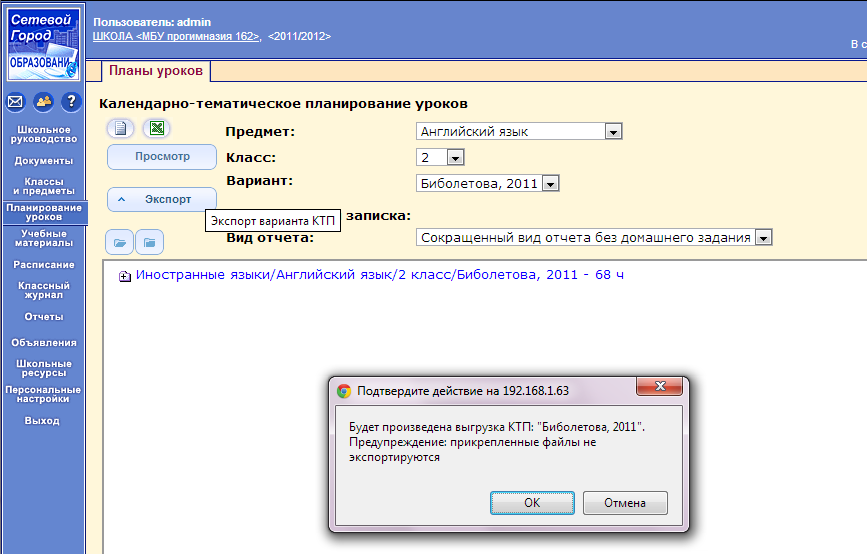 Сетевой
Город
ОБРАЗОВАНИ
Пользователь: admin
ШКОЛА <МБУ прогимназия 162>, <2011/2012>
В с
Планы уроков
?
Школьное
руководство
Документы
Классы
и предметы
Планирование
уроков
Учебные
материалы
Расписание
Классный
журнал
Отчеты
Объявления
Школьные
ресурсы
Персональные
настройки
Выход
Календарно-тематическое планирование уроков
Просмотр
Экспорт
Предмет:
Английский язык
Класс:
2
Вариант:
Биболетова, 2011
Экспорт варианта КТП
записка:
Вид отчета:
Сокращенный вид отчета без домашнего задания
Иностранные языки/Английский язык/2 класс/Биболетова, 2011 - 68 ч
Подтвердите действие на 192.168.1.63
Будет произведена выгрузка КТП: "Биболетова, 2011".
Предупреждение: прикрепленные файлы не
экспортируются
OK
Отмена